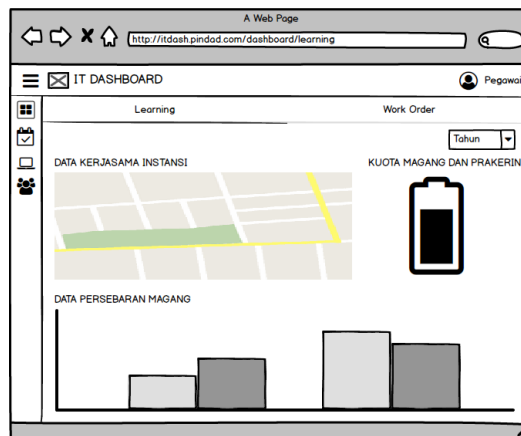 A Web Page
http://itdash.pindad.com/dashboard/learning
IT DASHBOARD
Pegawai
Learning
Work Order
Tahun
DATA KERJASAMA INSTANSI
KUOTA MAGANG DAN PRAKERIN
DATA PERSEBARAN MAGANG